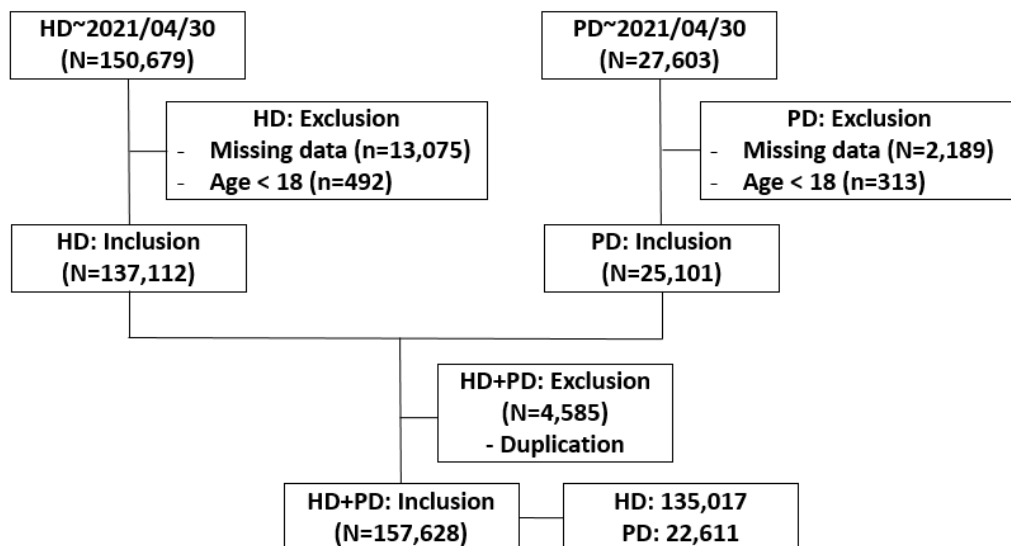 HD~2021/04/30
(N=150,679)
PD~2021/04/30
(N=27,603)
HD: Exclusion
- Missing data (n=13,075)
- Age < 18 (n=492)
PD: Exclusion
- Missing data (N=2,189)
- Age < 18 (n=313)
HD: Inclusion
(N=137,112)
PD: Inclusion
(N=25,101)
HD+PD: Exclusion
(N=4,585)
- Duplication
HD+PD: Inclusion
(N=157,628)
HD: 135,017
PD: 22,611